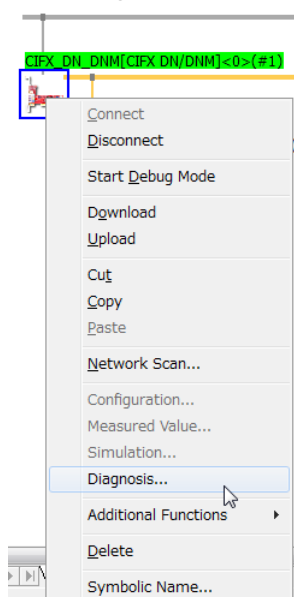 CIFX_DN_DNM[CIFX DN/DNM]<0>(#1)
Connect
Disconnect
Start Debug Mode
Download
Upload
Cut
Copy
Paste
Network Scan...
Configuration...
Measured Value...
Simulation...
Diagnosis...
Additional Functions
Delete
Symbolic Name...